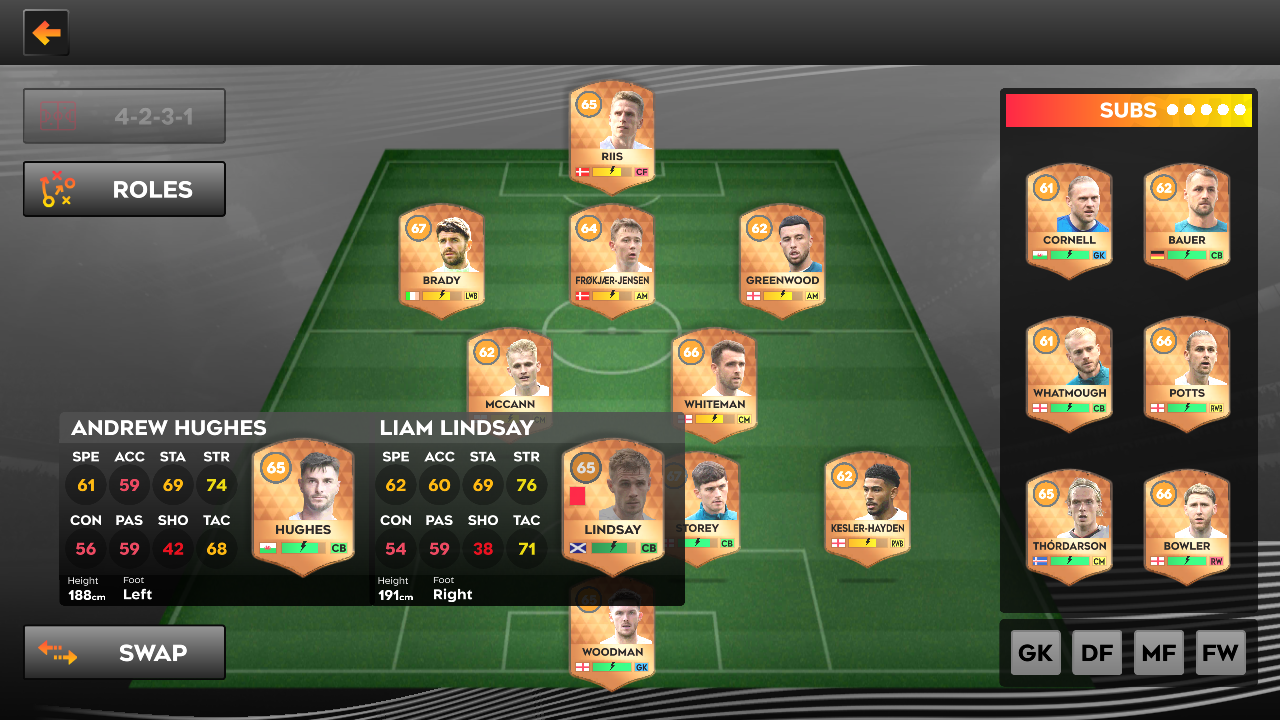 4-2-3-1
ROLES
65
RIIS
CF
67
BRADY
LWB
64
FRØKJÆR-JENSEN
AM
62
GREENWOOD
AM
62
MCCANN
66
WHITEMAN
CM
ANDREW HUGHES
SPE ACC STA STR
61 59 69 74
CON PAS SHO TAC
56 59 42 68
Height Foot
188cm Left
65
HUGHES
CB
LIAM LINDSAY
SPE ACC STA STR
62 60 69 76
CON PAS SHO TAC
54 59 38 71
Height Foot
191cm Right
65
LINDSAY
CB
STOREY
CB
62
KESLER-HAYDEN
RWB
WOODMAN
GK
SWAP
SUBS
61
CORNELL
GK
62
BAUER
CB
61
WHATMOUGH
CB
66
POTTS
RWB
65
THÓRDARSON
CM
66
BOWLER
RW
GK DF MF FW